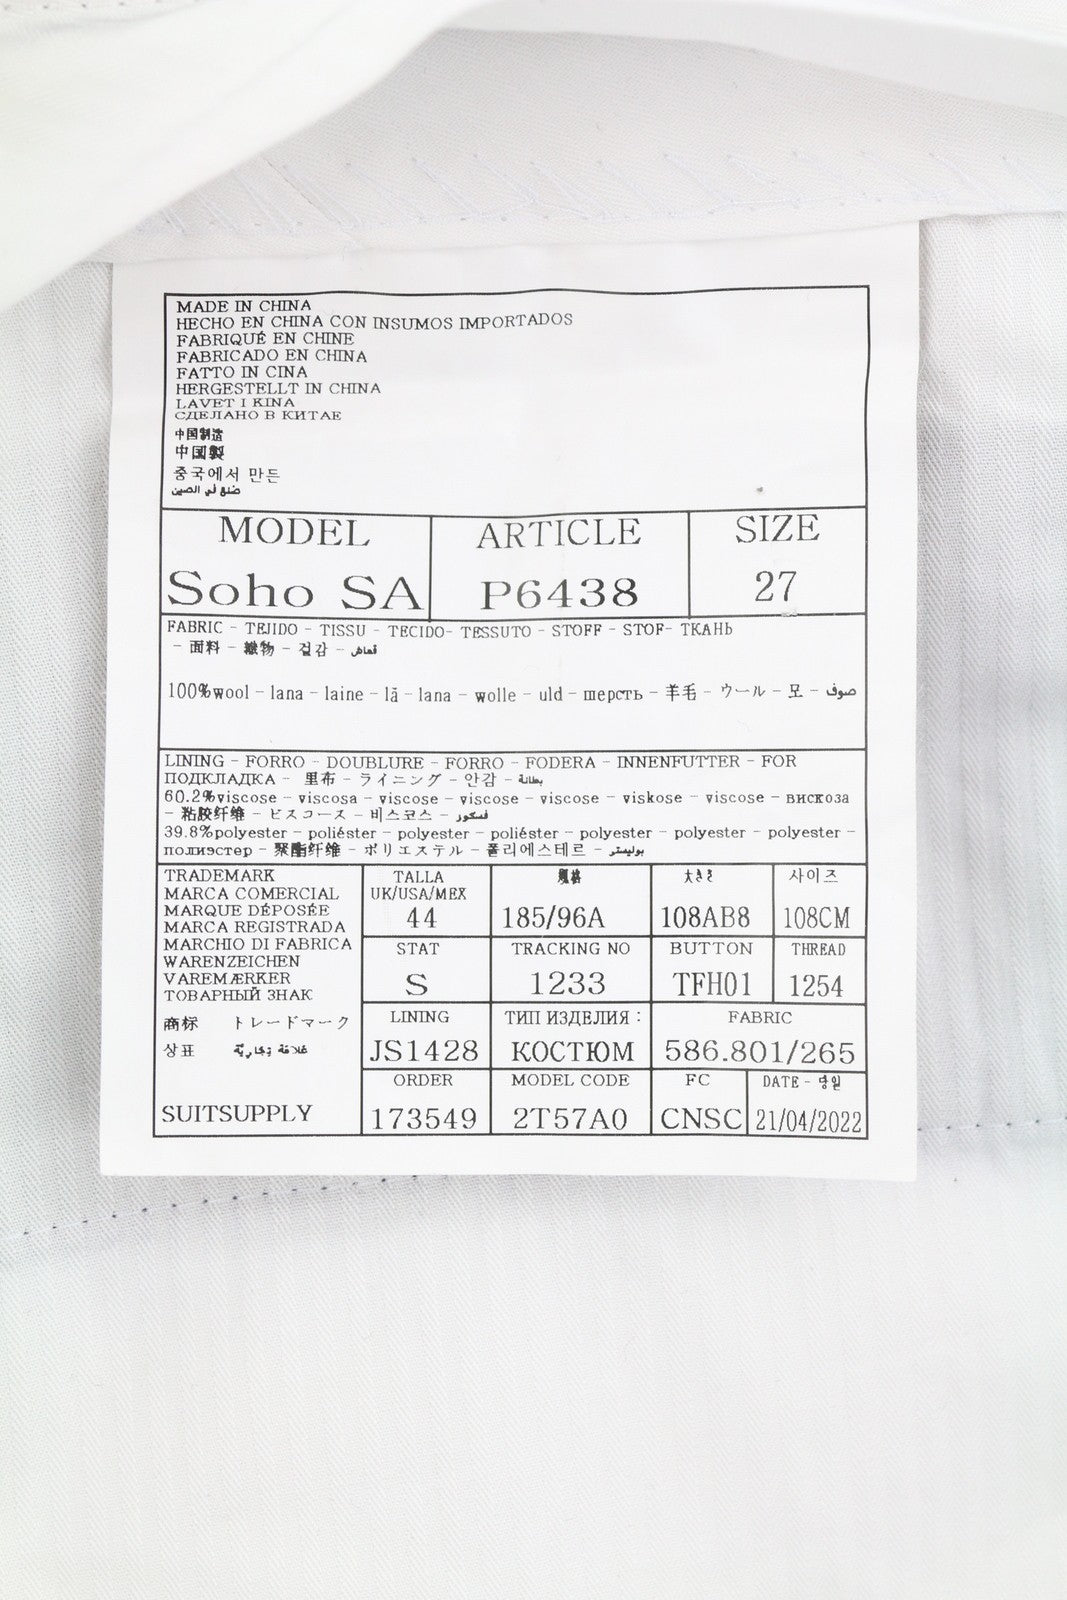 MADE IN CHINA
HECHO EN CHINA CON INSUMOS IMPORTADOS
FABRIQUÉ EN CHINE
FABRICADO EN CHINA
FATTO IN CINA
HERGESTELLT IN CHINA
LAVET I KINA
СДЕЛАНО В КИТАЕ
中国制造
中国製
중국에서 만든
صنع في الصين
MODEL ARTICLE SIZE
Soho SA P6438 27
FABRIC - TEJIDO - TISSU - TECIDO- TESSUTO - STOFF - STOF- ТКАНЬ
- 面料 - 織物 - 겉감 - قماش
100%wool - lana - laine - lã - lana - wolle - uld - шерсть - 羊毛 - ウール - 모 - صوف
LINING - FORRO - DOUBLURE - FORRO - FODERA - INNENFUTTER - FOR
ПОДКЛАДКА - 里布 - ライニング - 안감 - بطانة
60.2%viscose - viscosa - viscose - viscose - viscose - viskose - viscose - вискоза
- 粘胶纤维 - ビスコース - 비스코스 - فسكوز
39.8%polyester - poliéster - polyester - poliéster - polyester - polyester - polyester -
полиэстер - 聚酯纤维 - ポリエステル - 폴리에스테르 - بوليستر
TRADEMARK
MARCA COMERCIAL
MARQUE DÉPOSÉE
MARCA REGISTRADA
MARCHIO DI FABRICA
WARENZEICHEN
VAREMÆRKER
ТОВАРНЫЙ ЗНАК
商标 トレードマーク
상표 علامة تجارية
SUITSUPPLY
TALLA 規格 大きさ 사이즈
UK/USA/MEX
44 185/96A 108AB8 108CM
STAT TRACKING NO BUTTON THREAD
S 1233 TFH01 1254
LINING ТИП ИЗДЕЛИЯ : FABRIC
JS1428 КОСТЮМ 586.801/265
ORDER MODEL CODE FC DATE -
173549 2T57A0 CNSC 21/04/2022